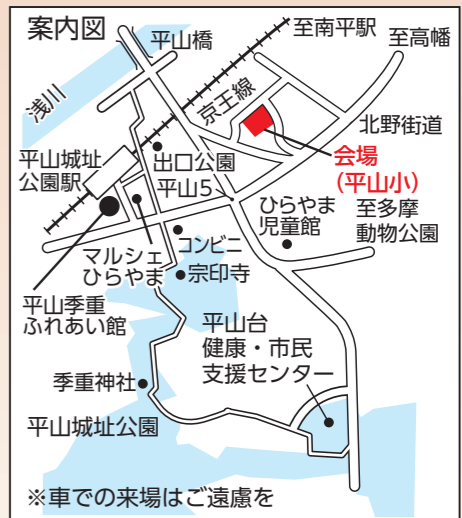 案内図
平山橋
至南平駅
至高幡
浅川
京王線
北野街道
平山城址
公園駅
出口公園
平山5
会場
(平山小)
ひらやま
児童館
至多摩
動物公園
コンビニ
マルシェ
ひらやま
宗印寺
平山季重
ふれあい館
平山台
健康・市民
支援センター
季重神社
平山城址公園
※車での来場はご遠慮を